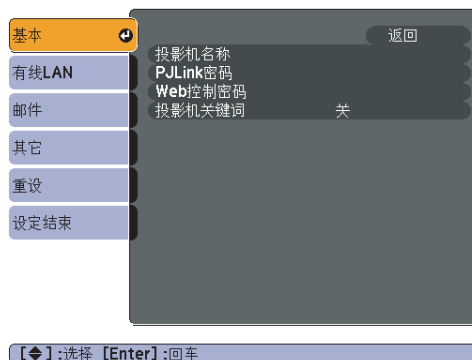 基本
有线LAN
邮件
其它
重设
设定结束
返回
投影机名称
PJLink密码
Web控制密码
投影机关键词 关
[◆] :选择 [Enter] :回车